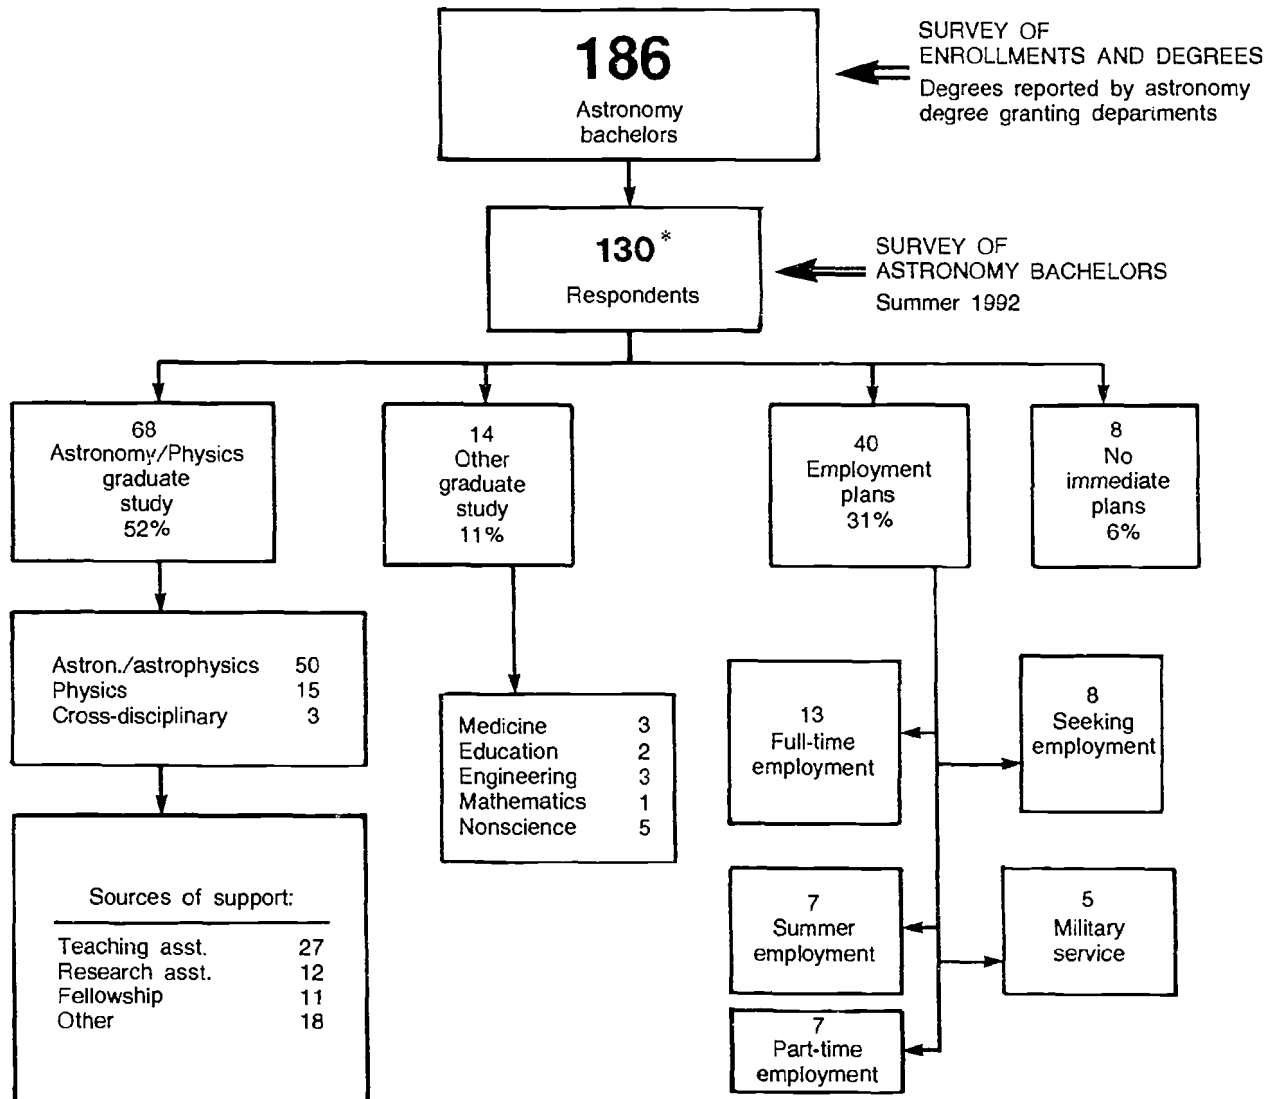 186
Astronomy
bachelors
SURVEY OF
ENROLLMENTS AND DEGREES
Degrees reported by astronomy
degree granting departments
130*
Respondents
SURVEY OF
ASTRONOMY BACHELORS
Summer 1992
68
Astronomy/Physics
graduate
study
52%
14
Other
graduate
study
11%
40
Employment
plans
31%
8
No
immediate
plans
6%
Astron./astrophysics 50
Physics 15
Cross-disciplinary 3
Sources of support:
Teaching asst. 27
Research asst. 12
Fellowship 11
Other 18
Medicine 3
Education 2
Engineering 3
Mathematics 1
Nonscience 5
13
Full-time
employment
8
Seeking
employment
7
Summer
employment
5
Military
service
7
Part-time
employment